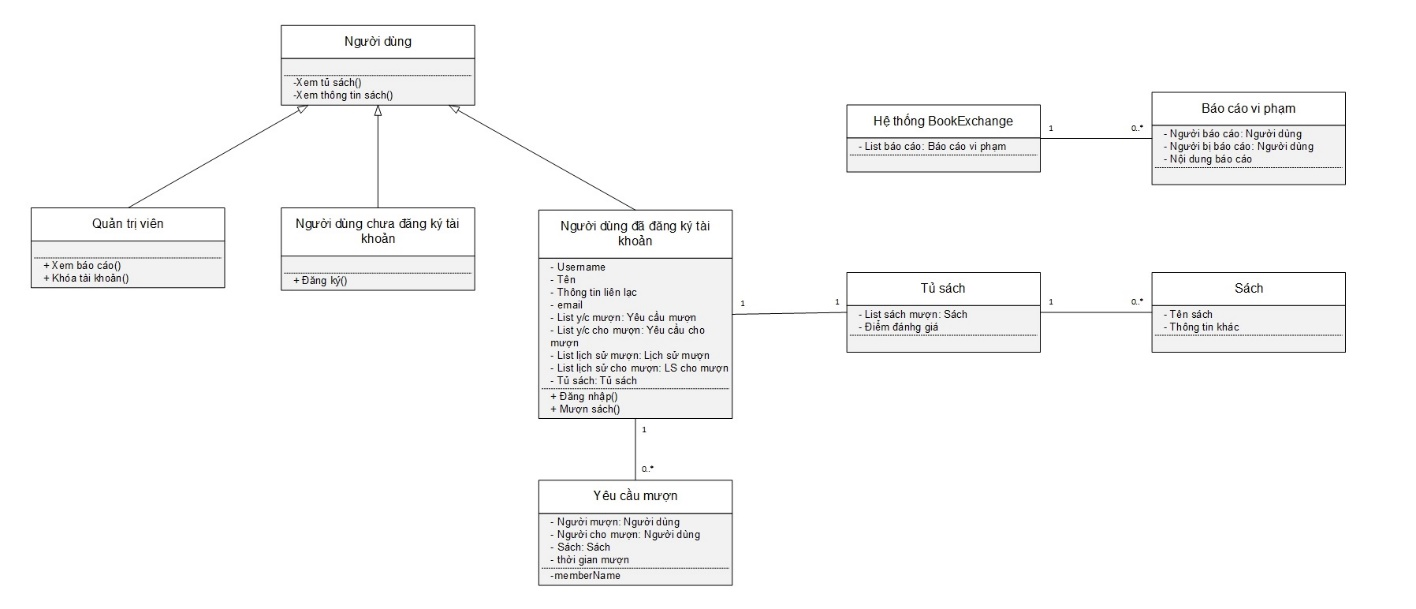 Người dùng
-Xem tủ sách()
-Xem thông tin sách()
Hệ thống BookExchange
- List báo cáo: Báo cáo vi phạm
1
0..*
Báo cáo vi phạm
- Người báo cáo: Người dùng
- Người bị báo cáo: Người dùng
- Nội dung báo cáo
Quản trị viên
+ Xem báo cáo()
+ Khóa tài khoản()
Người dùng chưa đăng ký tài
khoản
+ Đăng ký()
Người dùng đã đăng ký tài
khoản
- Username
- Tên
- Thông tin liên lạc
- email
- List y/c mượn: Yêu cầu mượn
- List y/c cho mượn: Yêu cầu cho
mượn
- List lịch sử mượn: Lịch sử mượn
- List lịch sử cho mượn: LS cho mượn
- Tủ sách: Tủ sách
+ Đăng nhập()
+ Mượn sách()
1
1
Tủ sách
- List sách mượn: Sách
- Điểm đánhg giá
1
0..*
Sách
- Tên sách
- Thông tin khác
1
0..*
Yêu cầu mượn
- Người mượn: Người dùng
- Người cho mượn: Người dùng
- Sách: Sách
- thời gian mượn
-memberName